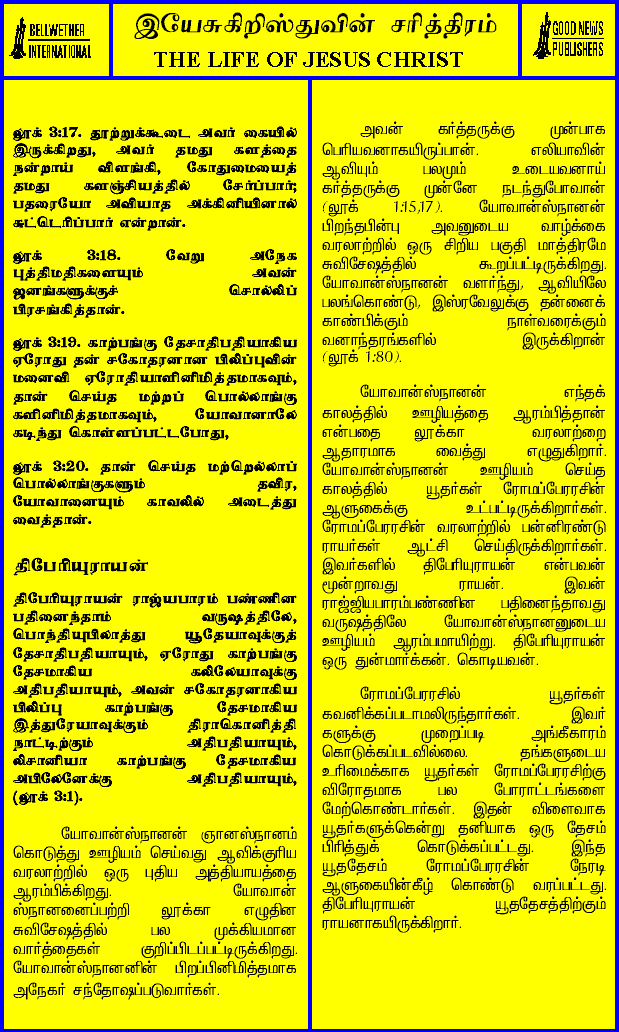 BELLWETHER
INTERNATIONAL
இயேசுகிறிஸ்துவின் சரித்திரம்
THE LIFE OF JESUS CHRIST
GOOD NEWS
PUBLISHERS
லூக் 3:17. தூற்றுக்கூடை அவர் கையில்
இருக்கிறது, அவர் தமது களத்தை
நன்றாய் விளங்கி, கோதுமையைத்
தமது களஞ்சியத்தில் சேர்ப்பார்;
பதரையோ அவியாத அக்கினியினால்
சுட்டெரிப்பார் என்றான்.
லூக் 3:18. வேறு அநேக
புத்திமதிகளையும் அவன்
ஜனங்களுக்குச் சொல்லிப்
பிரசங்கித்தான்.
லூக் 3:19. காற்பங்கு தேசாதிபதியாகிய
ஏரோது தன் சகோதரனான பிலிப்புவின்
மனைவி ஏரோதியாளினிமித்தமாகவும்,
தான் செய்த மற்றப் பொல்லாங்கு
களினிமித்தமாகவும், யோவானாலே
கடிந்து கொள்ளப்பட்டபோது,
லூக் 3:20. தான் செய்த மற்றெல்லாப்
பொல்லாங்குகளும் தவிர,
யோவானையும் காவலில் அடைத்து
வைத்தான்.
திபேரியுராயன்
திபேரியுராயன் ராஜ்யபாரம் பண்ணின
பதினைந்தாம் வருஷத்திலே,
பொந்தியுபிலாத்து யூதேயாவுக்குத்
தேசாதிபதியாயும், ஏரோது காற்பங்கு
தேசமாகிய கலிலேயாவுக்கு
அதிபதியாயும், அவன் சகோதரனாகிய
பிலிப்பு காற்பங்கு தேசமாகிய
இத்துரேயாவுக்கும் திராகொனித்தி
நாட்டிற்கும் அதிபதியாயும்,
லிசானியா காற்பங்கு தேசமாகிய
அபிலேனேக்கு அதிபதியாயும்,
(லூக் 3:1).
யோவான்ஸ்நானன் ஞானஸ்நானம்
கொடுத்து ஊழியம் செய்வது ஆவிக்குரிய
வரலாற்றில் ஒரு புதிய அத்தியாயத்தை
ஆரம்பிக்கிறது. யோவான்
ஸ்நானனைப்பற்றி லூக்கா எழுதின
சுவிசேஷத்தில் பல முக்கியமான
வார்த்தைகள் குறிப்பிடப்பட்டிருக்கிறது.
யோவான்ஸ்நானனின் பிறப்பினிமித்தமாக
அநேகர் சந்தோஷப்படுவார்கள்.
அவன் கர்த்தருக்கு முன்பாக
பெரியவனாகயிருப்பான். எலியாவின்
ஆவியும் பலமும் உடையவனாய்
கர்த்தருக்கு முன்னே நடந்துபோவான்
(லூக் 1:15,17). யோவான்ஸ்நானன்
பிறந்தபின்பு அவனுடைய வாழ்க்கை
வரலாற்றில் ஒரு சிறிய பகுதி மாத்திரமே
சுவிசேஷத்தில் கூறப்பட்டிருக்கிறது.
யோவான்ஸ்நானன் வளர்ந்து, ஆவியிலே
பலங்கொண்டு, இஸ்ரவேலுக்கு தன்னைக்
காண்பிக்கும் நாள்வரைக்கும்
வனாந்தரங்களில் இருக்கிறான்
(லூக் 1:80).
யோவான்ஸ்நானன் எந்தக்
காலத்தில் ஊழியத்தை ஆரம்பித்தான்
என்பதை லூக்கா வரலாற்றை
ஆதாரமாக வைத்து எழுதுகிறார்.
யோவான்ஸ்நானன் ஊழியம் செய்த
காலத்தில் யூதர்கள் ரோமப்பேரரசின்
ஆளுகைக்கு உட்பட்டிருக்கிறார்கள்.
ரோமப்பேரரசின் வரலாற்றில் பன்னிரண்டு
ராயர்கள் ஆட்சி செய்திருக்கிறார்கள்.
இவர்களில் திபேரியுராயன் என்பவன்
மூன்றாவது ராயன். இவன்
ராஜ்ஜியபாரம்பண்ணின பதினைந்தாவது
வருஷத்திலே யோவான்ஸ்நானனுடைய
ஊழியம் ஆரம்பமாயிற்று. திபேரியுராயன்
ஒரு துன்மார்க்கன். கொடியவன்.
ரோமப்பேரரசில் யூதர்கள்
கவனிக்கப்படாமலிருந்தார்கள். இவர்
களுக்கு முறைப்படி அங்கீகாரம்
கொடுக்கப்படவில்லை. தங்களுடைய
உரிமைக்காக யூதர்கள் ரோமப்பேரரசிற்கு
விரோதமாக பல போராட்டங்களை
மேற்கொண்டார்கள். இதன் விளைவாக
யூதர்களுக்கென்று தனியாக ஒரு தேசம்
பிரித்துக் கொடுக்கப்பட்டது. இந்த
யூததேசம் ரோமப்பேரரசின் நேரடி
ஆளுகையின்கீழ் கொண்டு வரப்பட்டது.
திபேரியுராயன் யூததேசத்திற்கும்
ராயனாகயிருக்கிறார்.